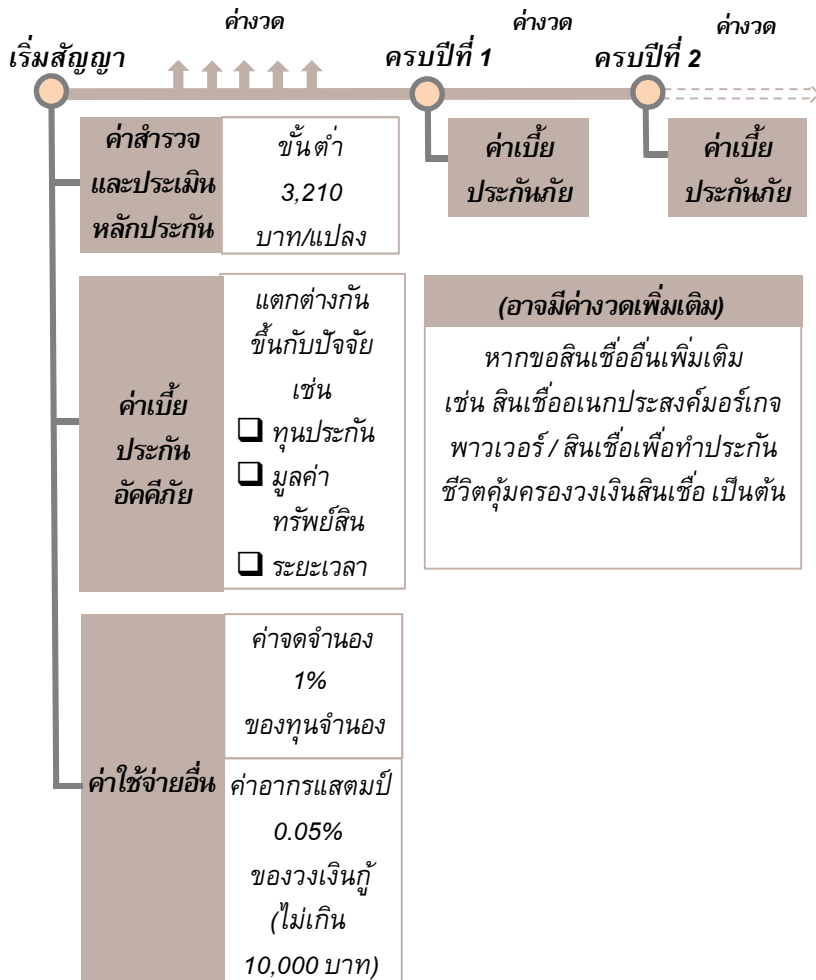 ค่างวด
ค่างวด
ค่างวด
เริ่มสัญญา
ครบปีที่ 1
ครบปีที่ 2
ค่าสำรวจ
และประเมิน
หลักประกัน
ขั้นต่ำ
3,210
บาท/แปลง
ค่าเบี้ย
ประกันภัย
ค่าเบี้ย
ประกันภัย
ค่าเบี้ย
ประกัน
อัคคีภัย
แตกต่างกัน
ขึ้นกับปัจจัย
เช่น
❑ ทุนประกัน
❑ มูลค่า
ทรัพย์สิน
❑ ระยะเวลา
(อาจมีค่างวดเพิ่มเติม)
หากขอสินเชื่ออื่นเพิ่มเติม
เช่น สินเชื่ออเนกประสงค์มอร์เกจ
พาวเวอร์ / สินเชื่อเพื่อทำประกัน
ชีวิตคุ้มครองวงเงินสินเชื่อ เป็นต้น
ค่าใช้จ่ายอื่น
ค่าจดจำนอง
1%
ของทุนจำนอง
ค่าอากรแสตมป์
0.05%
ของวงเงินกู้
(ไม่เกิน
10,000 บาท)